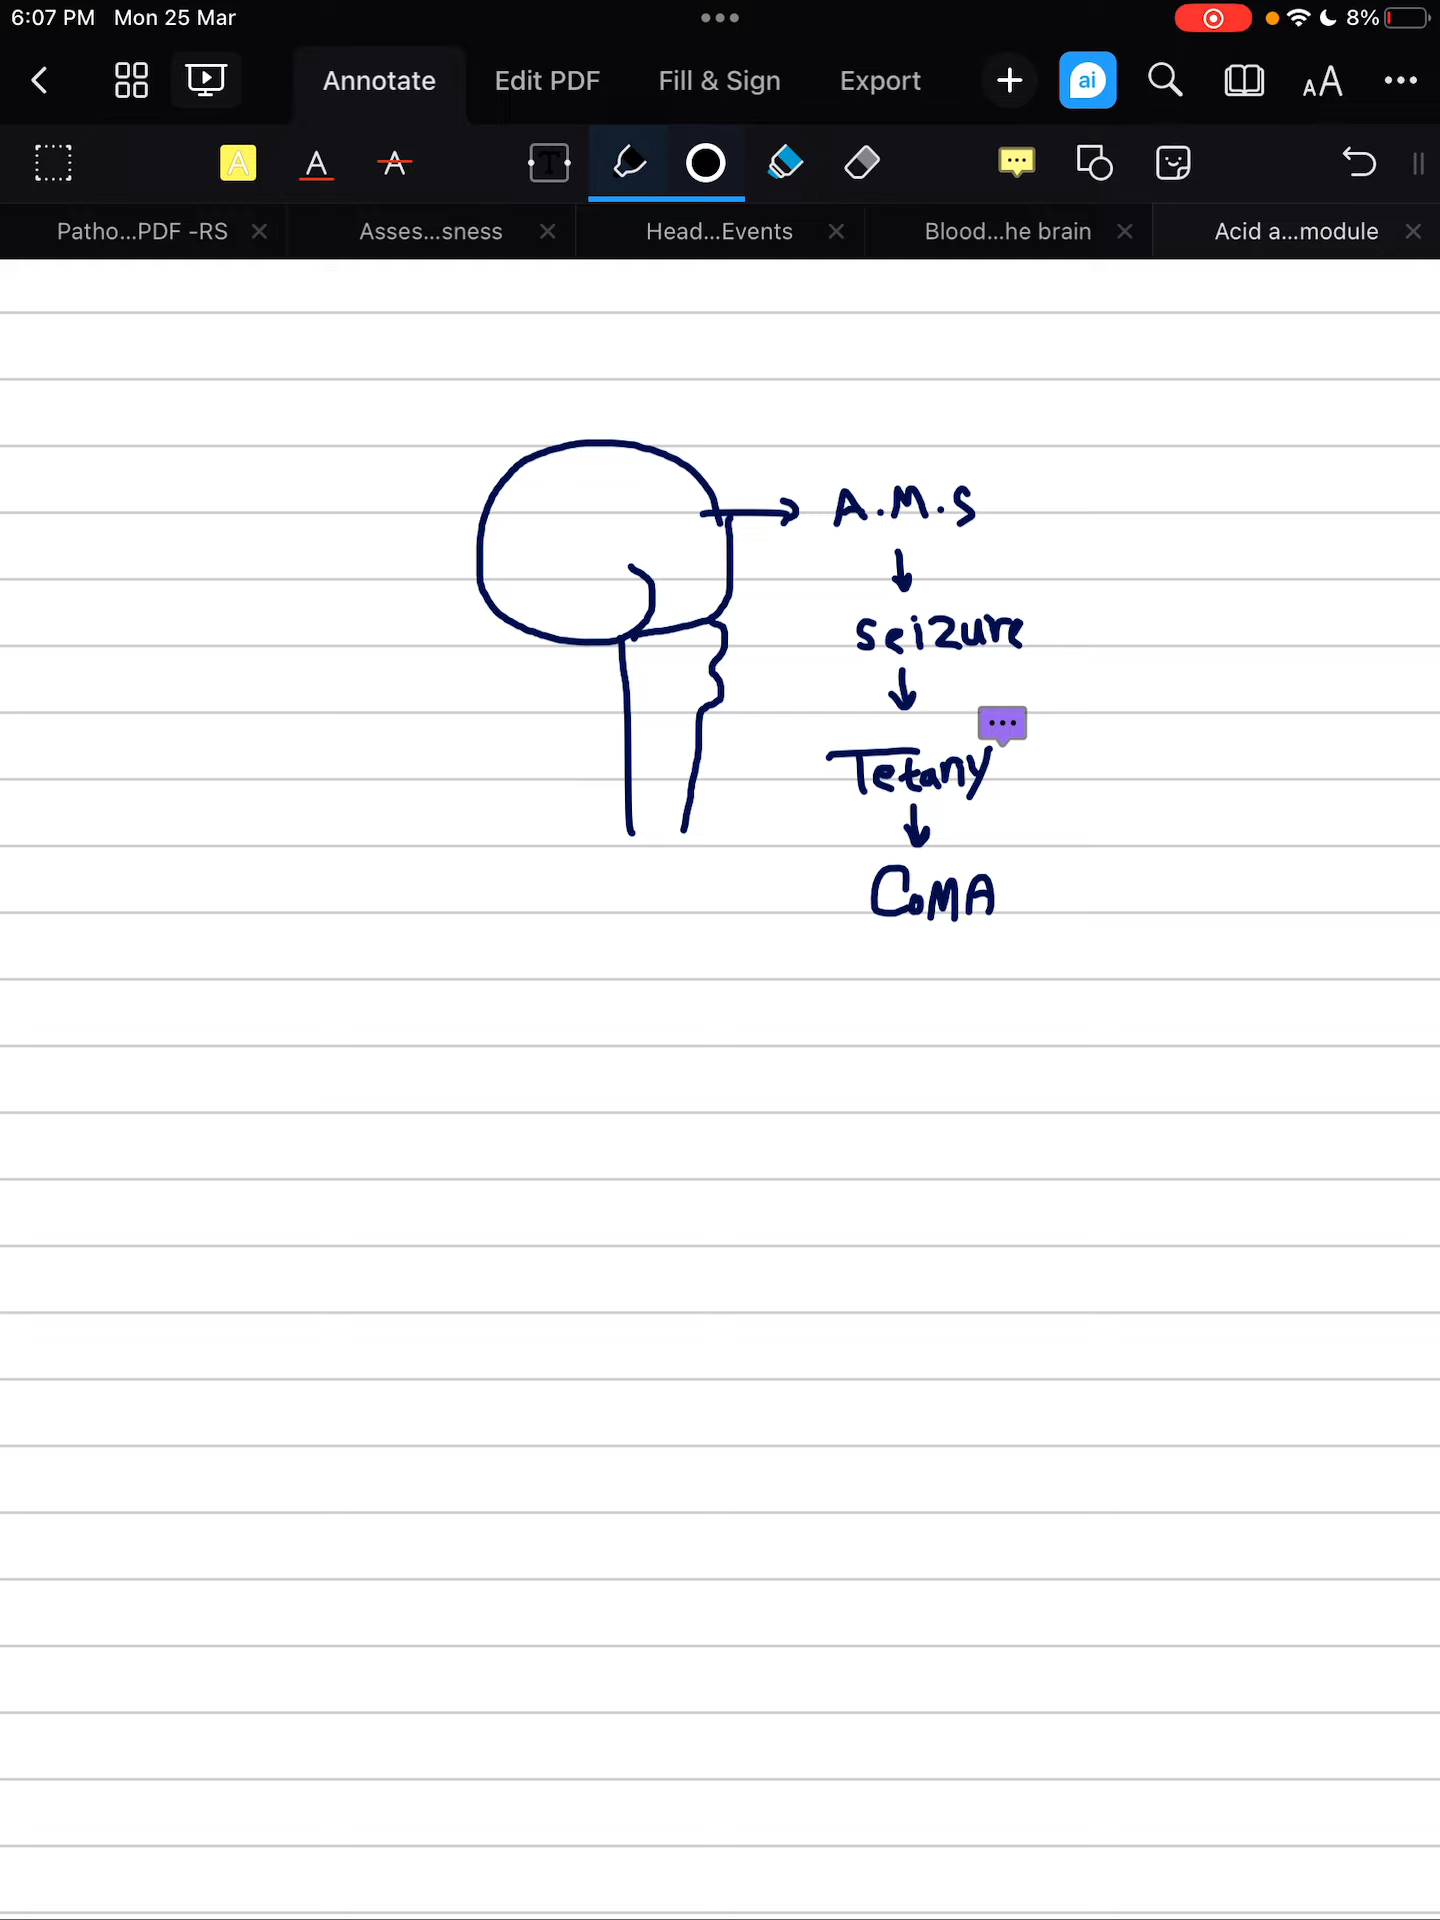 6:07 PM Mon 25 Mar 8%
Annotate Edit PDF Fill & Sign Export ai AA
A A A T
Patho...PDF -RS Asses...sness Head...Events Blood...he brain Acid a...module
A.M.S
seizure
Tetany
CoMA